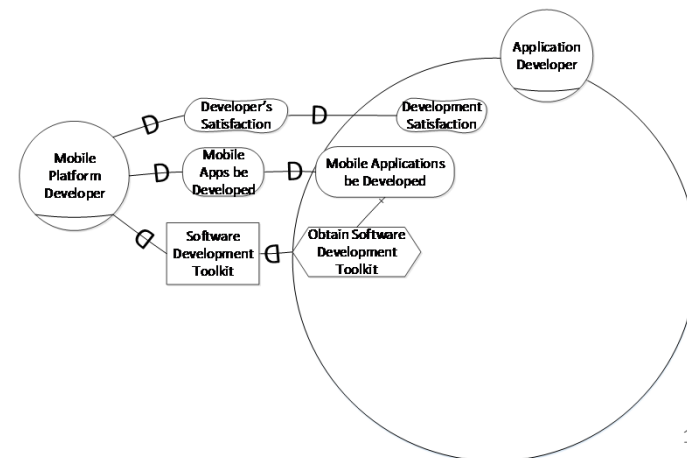 Application
Developer
Developer's
Satisfaction
Development
Satisfaction
Mobile
Platform
Developer
Mobile
Apps be
Developed
Mobile Applications
be Developed
Software
Development
Toolkit
Obtain Software
Development
Toolkit
D
D
D
D
D
D